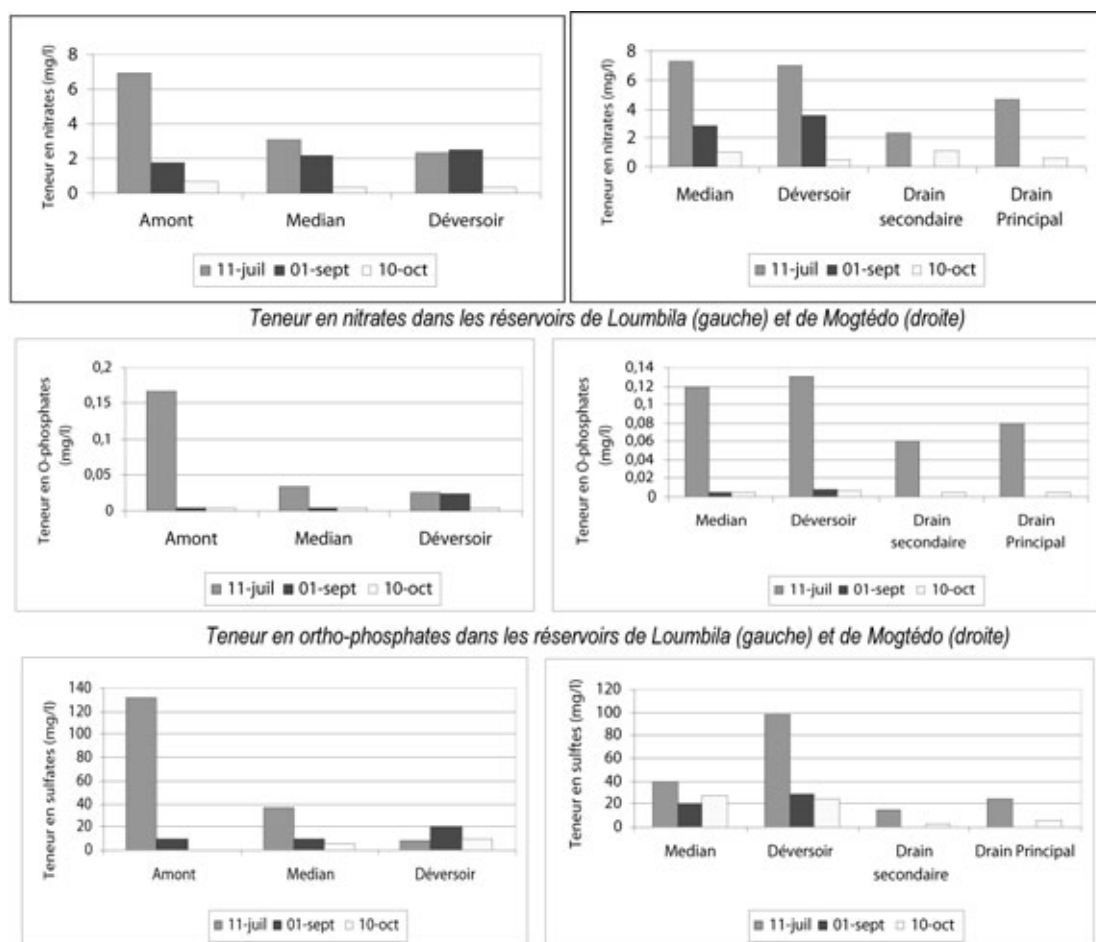 Teneur en nitrates (mg/l)
8
6
4
2
0
Amont Median Déversoir
11-juil 01-sept 10-oct
Teneur en nitrates (mg/l)
8
6
4
2
0
Median Déversoir Drain Drain
secondaire Principal
11-juil 01-sept 10-oct
Teneur en nitrates dans les réservoirs de Loumbila (gauche) et de Mogtédo (droite)
Teneur en O-phosphates
(mg/l)
0,2
0,15
0,1
0,05
0
Amont Median Déversoir
11-juil 01-sept 10-oct
Teneur en O-phosphates
(mg/l)
0,14
0,12
0,1
0,08
0,06
0,04
0,02
0
Median Déversoir Drain Drain
secondaire Principal
11-juil 01-sept 10-oct
Teneur en ortho-phosphates dans les réservoirs de Loumbila (gauche) et de Mogtédo (droite)
Teneur en sulfates (mg/l)
140
120
100
80
60
40
20
0
Amont Median Déversoir
11-juil 01-sept 10-oct
Teneur en sulftes (mg/l)
120
100
80
60
40
20
0
Median Déversoir Drain Drain Principal
secondaire
11-juil 01-sept 10-oct